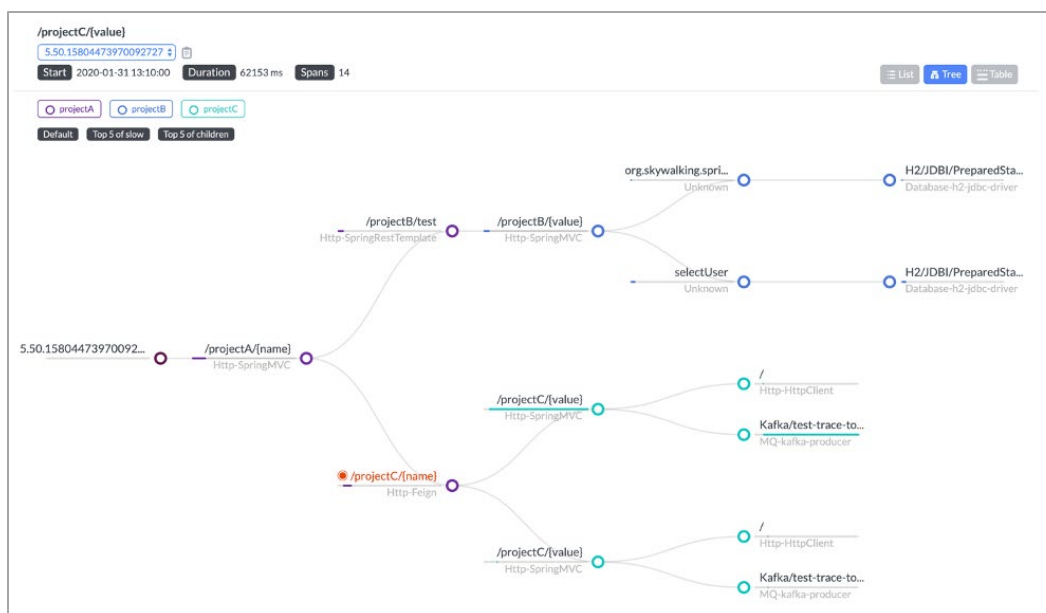 /projectC/{value}
5.50.15804473970092727
Start 2020-01-31 13:10:00 Duration 62153 ms Spans 14
List Tree Table
projectA projectB projectC
Default Top 5 of slow Top 5 of children
org.skywalking.spri...
Unknown
H2/JDBI/PreparedSta...
Database-h2-jdbc-driver
/projectB/test
Http-SpringRestTemplate
/projectB/{value}
Http-SpringMVC
selectUser
Unknown
H2/JDBI/PreparedSta...
Database-h2-jdbc-driver
5.50.15804473970092...
/projectA/{name}
Http-SpringMVC
/
Http-HttpClient
/projectC/{value}
Http-SpringMVC
Kafka/test-trace-to...
MQ-kafka-producer
/projectC/{name}
Http-Feign
/
Http-HttpClient
/projectC/{value}
Http-SpringMVC
Kafka/test-trace-to...
MQ-kafka-producer